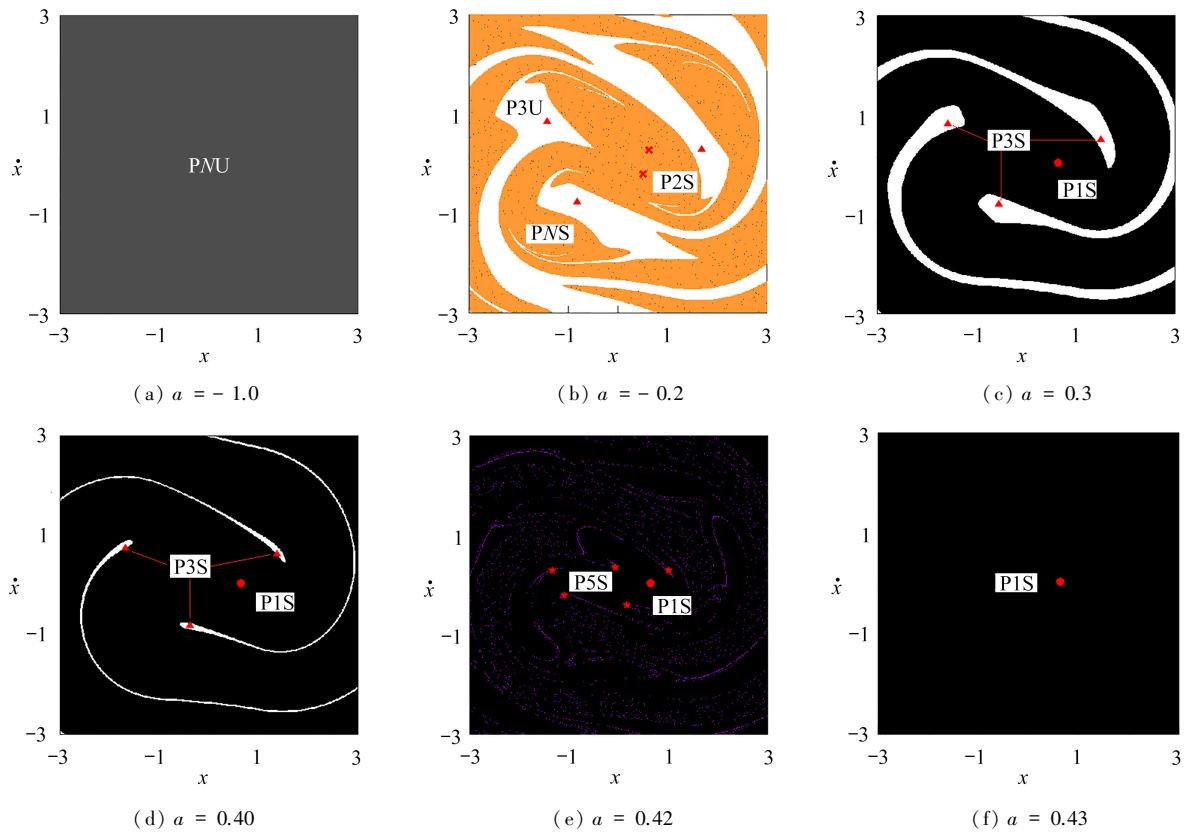 3
1
ẋ
−1
−3
PNU
−3 −1 1 3
x
(a) a = − 1.0
3
1
ẋ
−1
−3
P3U
P2S
PNS
−3 −1 1 3
x
(b) a = − 0.2
3
1
ẋ
−1
−3
P3S
P1S
−3 −1 1 3
x
(c) a = 0.3
3
1
ẋ
−1
−3
P3S
P1S
−3 −1 1 3
x
(d) a = 0.40
3
1
ẋ
−1
−3
P5S
P1S
−3 −1 1 3
x
(e) a = 0.42
3
1
ẋ
−1
−3
P1S
−3 −1 1 3
x
(f) a = 0.43